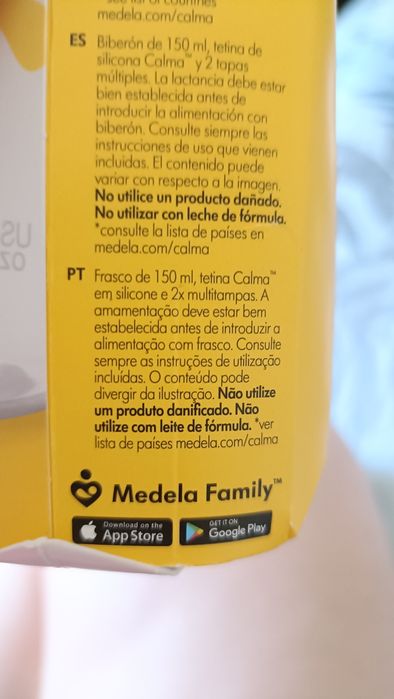 see list of countries
medela.com/calma
ES Biberón de 150 ml, tetina de
silicona Calma™ y 2 tapas
múltiples. La lactancia debe estar
bien establecida antes de
introducir la alimentación con
biberón. Consulte siempre las
instrucciones de uso que vienen
incluidas. El contenido puede
variar con respecto a la imagen.
No utilice un producto dañado.
No utilizar con leche de fórmula.
*consulte la lista de países en
medela.com/calma
PT Frasco de 150 ml, tetina Calma™
em silicone e 2x multitampas. A
amamentação deve estar bem
estabelecida antes de introduzir a
alimentação com frasco. Consulte
sempre as instruções de utilização
incluídas. O conteúdo pode
divergir da ilustração. Não utilize
um produto danificado. Não
utilize com leite de fórmula. *ver
lista de países medela.com/calma
Medela Family™
Download on the
App Store
GET IT ON
Google Play